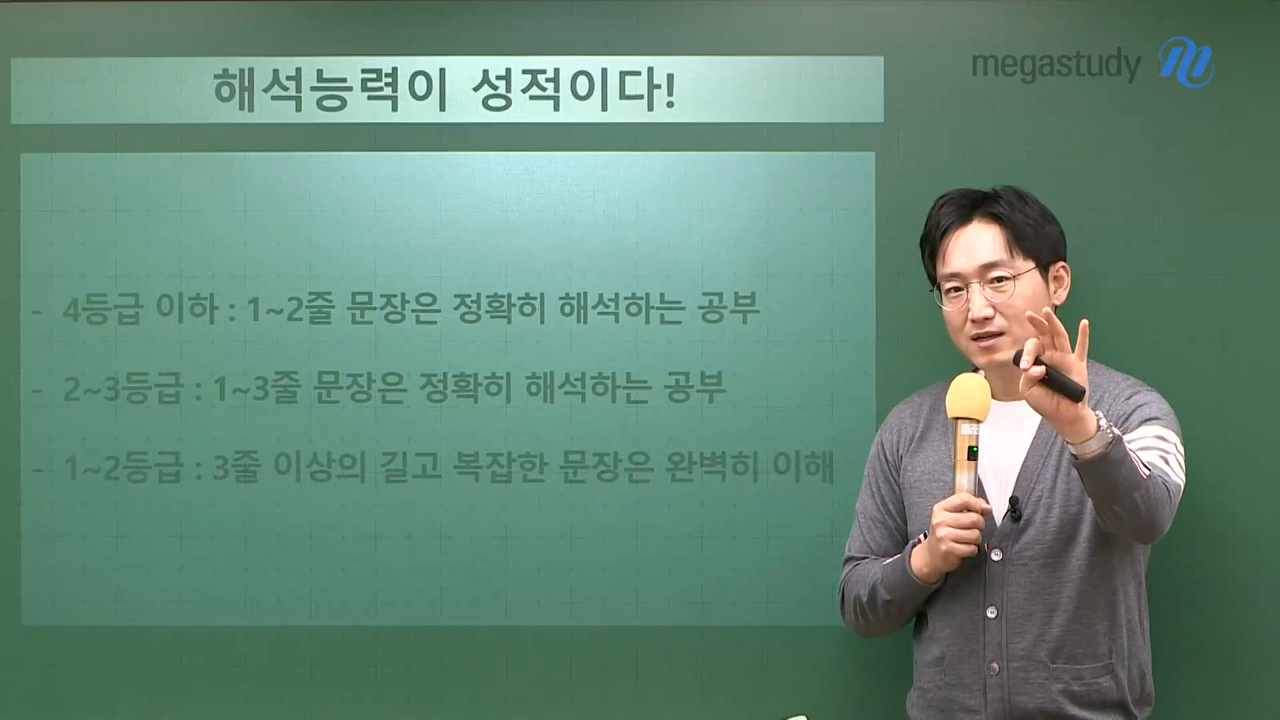 megastudy
해석능력이 성적이다!
- 4등급 이하 : 1~2줄 문장은 정확히 해석하는 공부
- 2~3등급 : 1~3줄 문장은 정확히 해석하는 공부
- 1~2등급 : 3줄 이상의 길고 복잡한 문장은 완벽히 이해